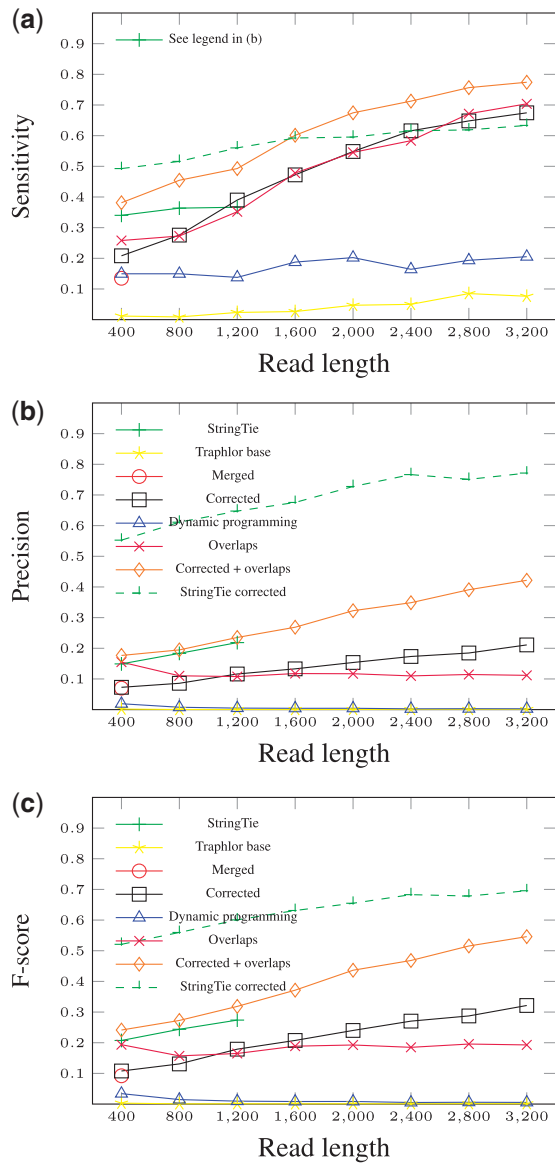 (a)
See legend in (b)
0.9
0.8
0.7
0.6
0.5
0.4
0.3
0.2
0.1
Sensitivity
400 800 1,200 1,600 2,000 2,400 2,800 3,200
Read length
(b)
StringTie
Traphlor base
Merged
Corrected
Dynamic programming
Overlaps
Corrected + overlaps
StringTie corrected
0.9
0.8
0.7
0.6
0.5
0.4
0.3
0.2
0.1
Precision
400 800 1,200 1,600 2,000 2,400 2,800 3,200
Read length
(c)
StringTie
Traphlor base
Merged
Corrected
Dynamic programming
Overlaps
Corrected + overlaps
StringTie corrected
0.9
0.8
0.7
0.6
0.5
0.4
0.3
0.2
0.1
F-score
400 800 1,200 1,600 2,000 2,400 2,800 3,200
Read length